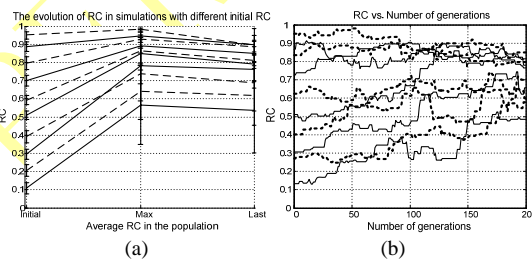 The evolution of RC in simulations with different initial RC
1
0.9
0.8
0.7
0.6
0.5
0.4
0.3
0.2
0.1
0
RC
Initial
Max
Last
Average RC in the population
(a)
RC vs. Number of generations
1
0.9
0.8
0.7
0.6
0.5
0.4
0.3
0.2
0.1
0
RC
0
50
100
150
20
Number of generations
(b)